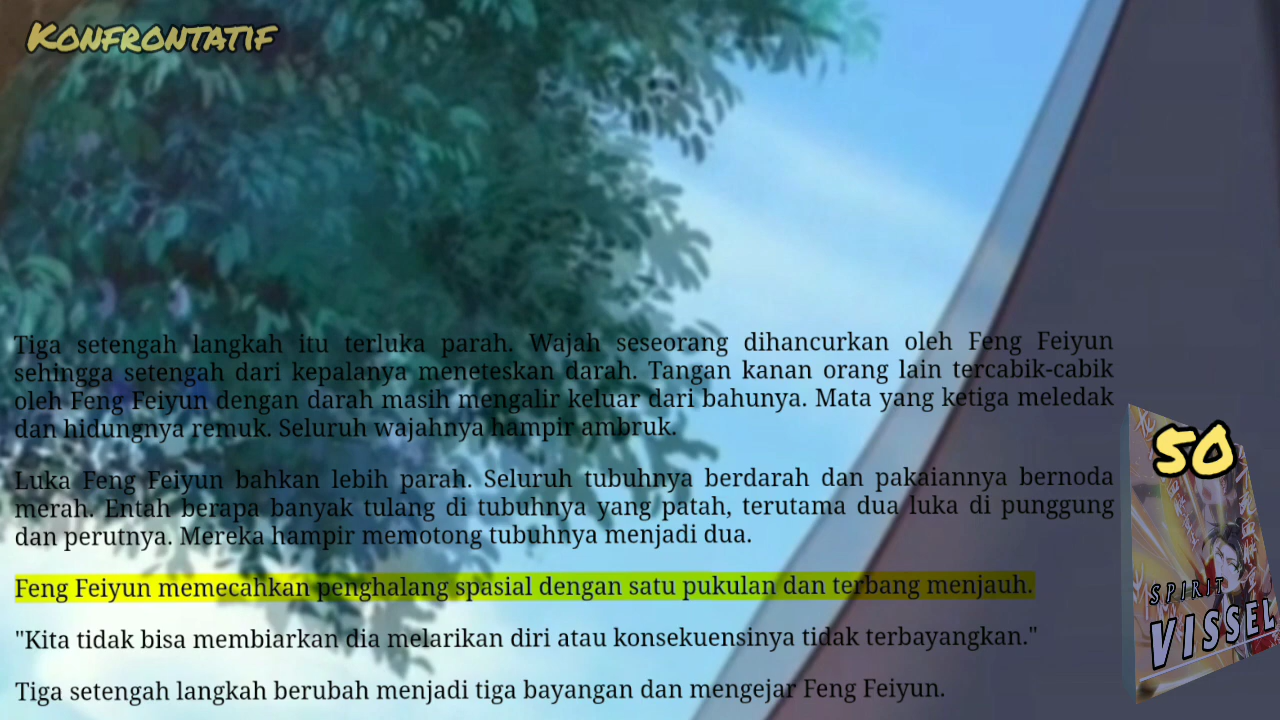 Konfrontatif
Tiga setengah langkah itu terluka parah. Wajah seseorang dihancurkan oleh Feng Feiyun
sehingga setengah dari kepalanya meneteskan darah. Tangan kanan orang lain tercabik-cabik
oleh Feng Feiyun dengan darah masih mengalir keluar dari bahunya. Mata yang ketiga meledak
dan hidungnya remuk. Seluruh wajahnya hampir ambruk.
Luka Feng Feiyun bahkan lebih parah. Seluruh tubuhnya berdarah dan pakaiannya bernoda
merah. Entah berapa banyak tulang di tubuhnya yang patah, terutama dua luka di punggung
dan perutnya. Mereka hampir memotong tubuhnya menjadi dua.
Feng Feiyun memecahkan penghalang spasial dengan satu pukulan dan terbang menjauh.
"Kita tidak bisa membiarkan dia melarikan diri atau konsekuensinya tidak terbayangkan."
Tiga setengah langkah berubah menjadi tiga bayangan dan mengejar Feng Feiyun.
50
SPIRIT
VISSEL